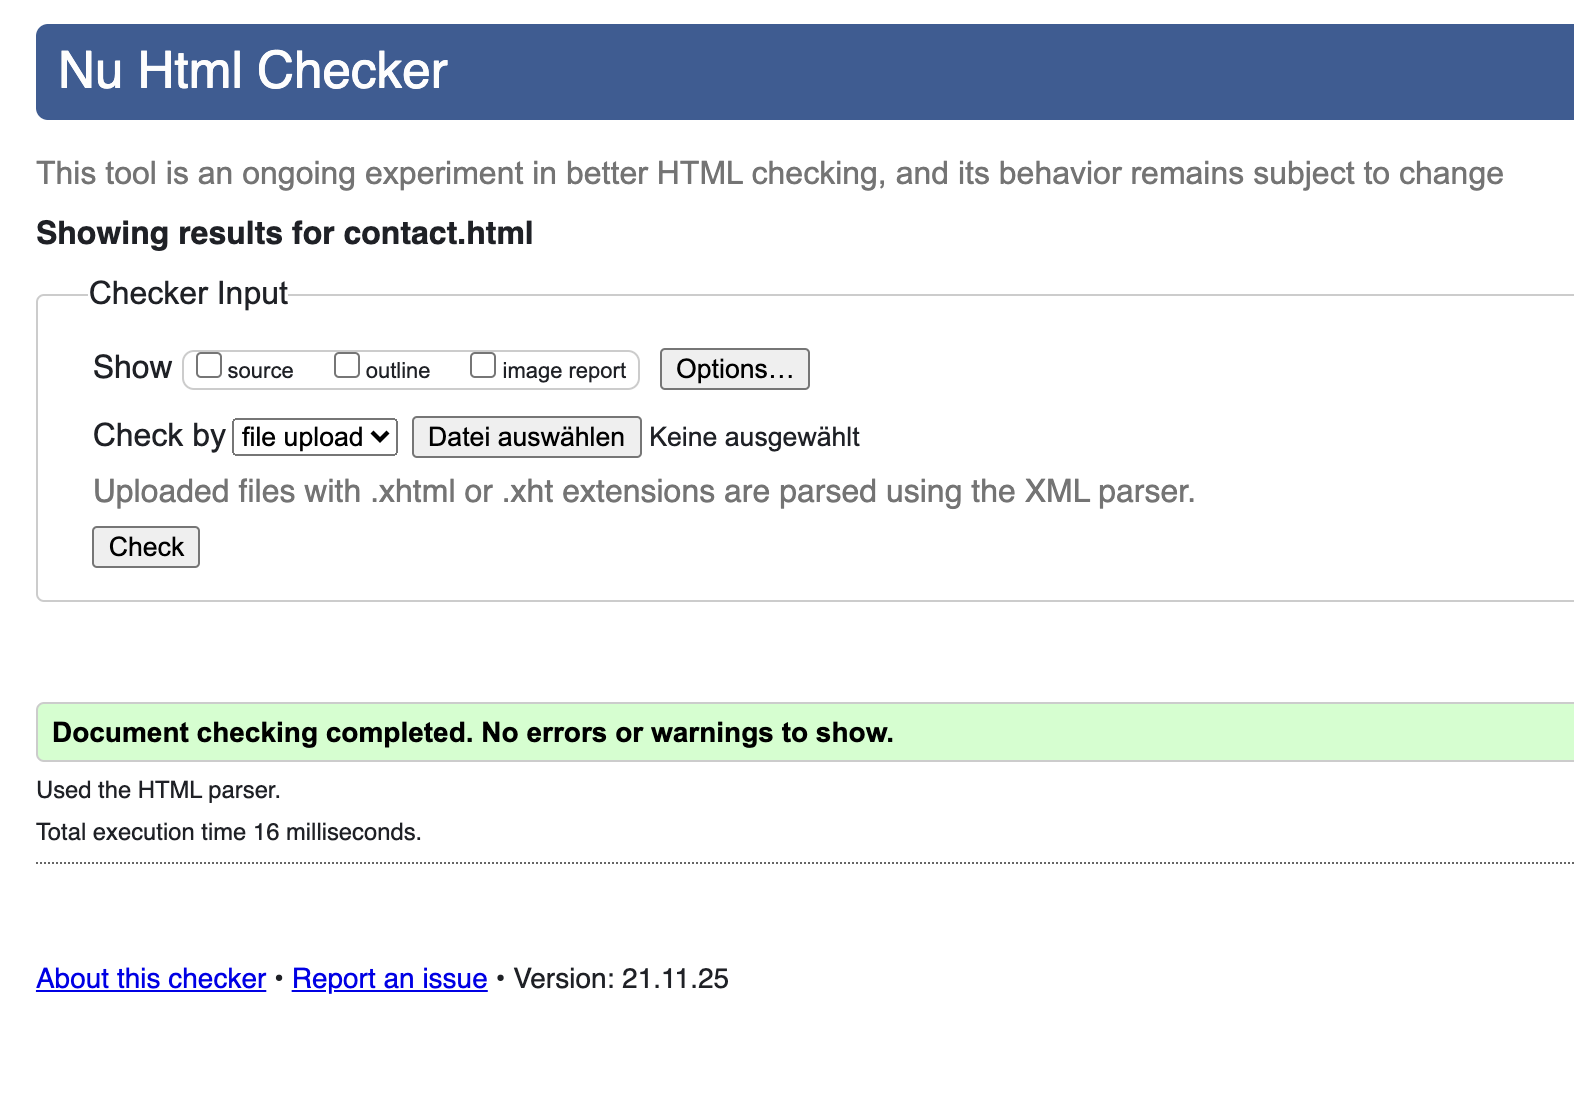 Nu Html Checker
This tool is an ongoing experiment in better HTML checking, and its behavior remains subject to change
Showing results for contact.html
Checker Input
Show source outline image report Options…
Check by file upload Datei auswählen Keine ausgewählt
Uploaded files with .xhtml or .xht extensions are parsed using the XML parser.
Check
Document checking completed. No errors or warnings to show.
Used the HTML parser.
Total execution time 16 milliseconds.
About this checker • Report an issue • Version: 21.11.25